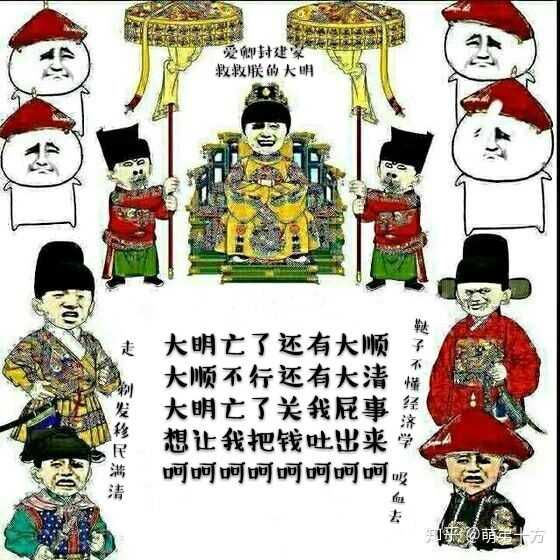 爱卿封建家
救救朕的大明
大明亡了还有大顺
大顺不行还有大清
大明亡了关我屁事
想让我把钱吐出来
呵呵呵呵呵呵呵呵
走 剃发移民满清
鞑子不懂经济学 吸血去
知乎 @萌军十方